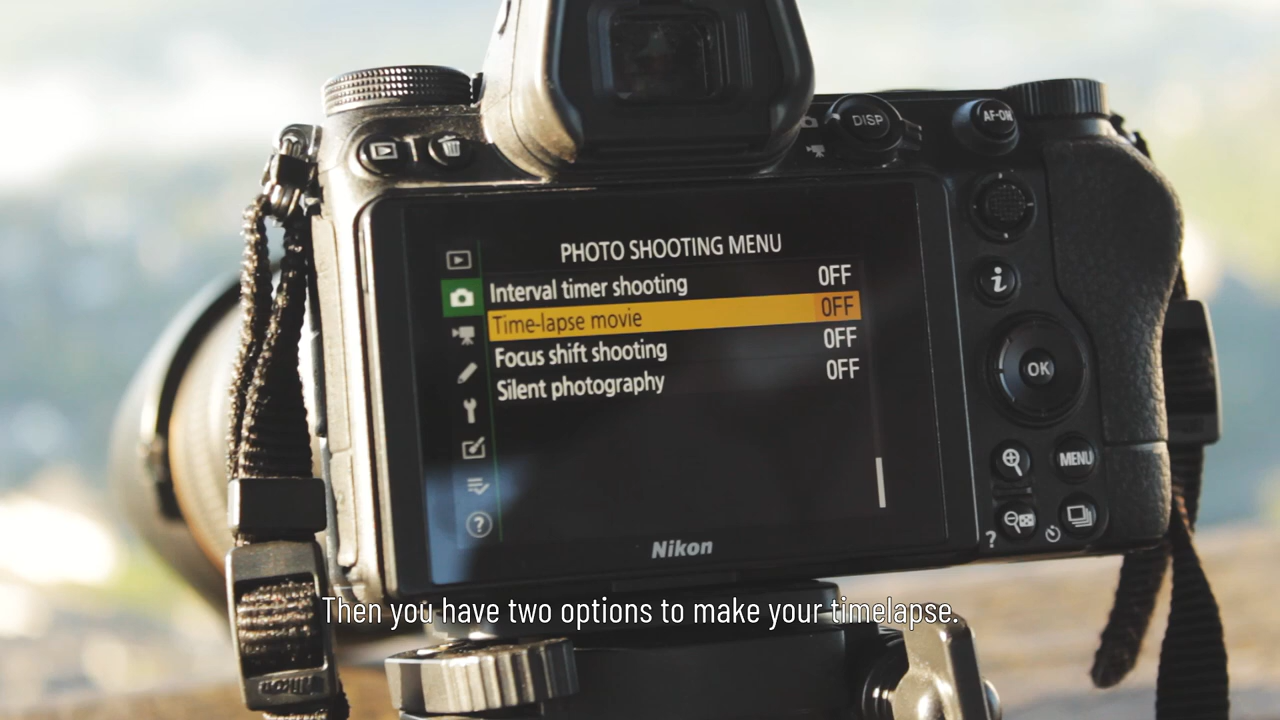 DISP
AF-ON
PHOTO SHOOTING MENU
Interval timer shooting OFF
Time-lapse movie OFF
Focus shift shooting OFF
Silent photography OFF
i
OK
MENU
?
?
Nikon
Then you have two options to make your timelapse.